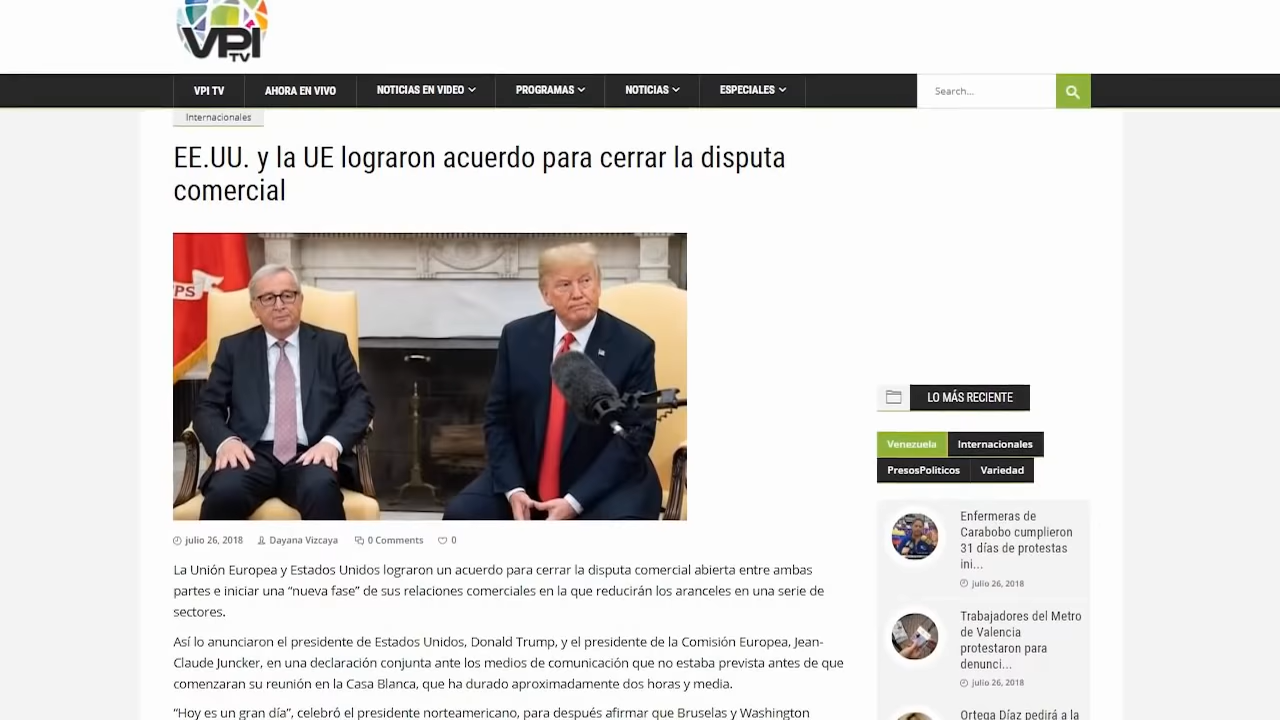 VPI
TV
VPI TV
AHORA EN VIVO
NOTICIAS EN VIDEO
PROGRAMAS
NOTICIAS
ESPECIALES
Search...
Internacionales
EE.UU. y la UE lograron acuerdo para cerrar la disputa
comercial
PS
julio 26, 2018
Dayana Vizcaya
0 Comments
0
La Unión Europea y Estados Unidos lograron un acuerdo para cerrar la disputa comercial abierta entre ambas
partes e iniciar una “nueva fase” de sus relaciones comerciales en la que reducirán los aranceles en una serie de
sectores.
Así lo anunciaron el presidente de Estados Unidos, Donald Trump, y el presidente de la Comisión Europea, Jean-
Claude Juncker, en una declaración conjunta ante los medios de comunicación que no estaba prevista antes de que
comenzaran su reunión en la Casa Blanca, que ha durado aproximadamente dos horas y media.
“Hoy es un gran día”, celebró el presidente norteamericano, para después afirmar que Bruselas y Washington
LO MÁS RECIENTE
Venezuela
Internacionales
PresosPoliticos
Variedad
Enfermeras de
Carabobo cumplieron
31 días de protestas
ini...
julio 26, 2018
Trabajadores del Metro
de Valencia
protestaron para
denunci...
julio 26, 2018
Ortega Díaz pedirá a la